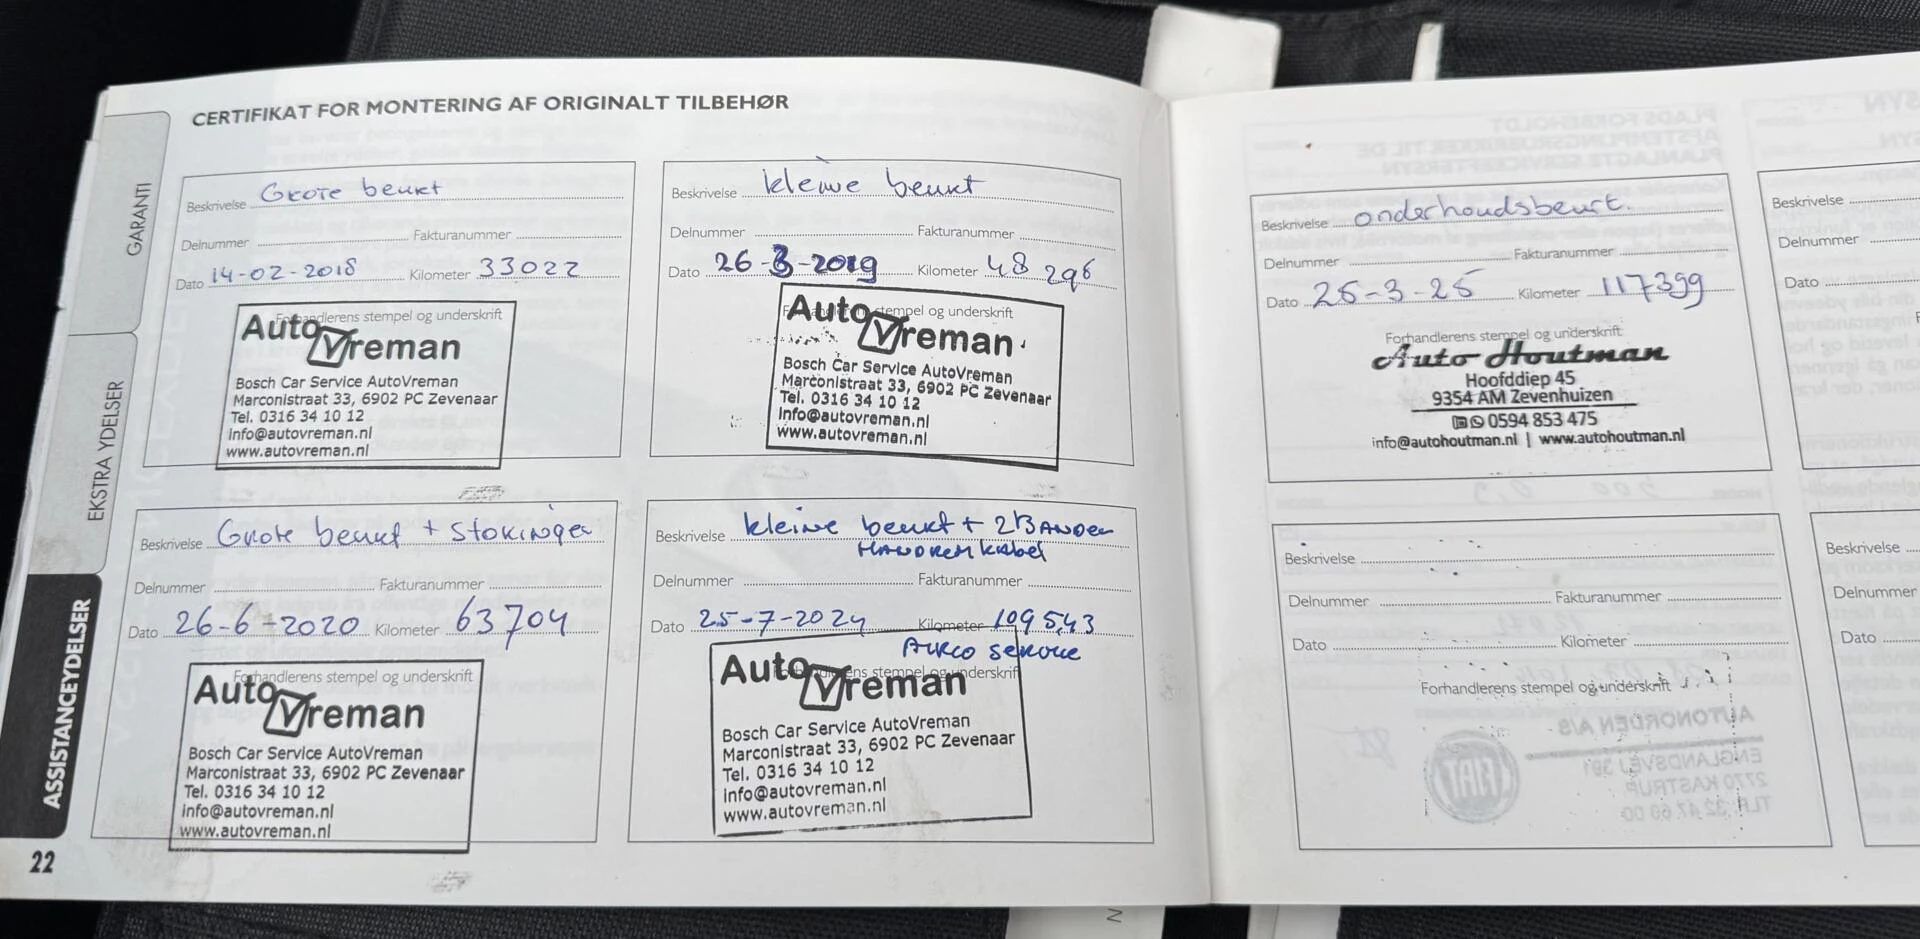 CERTIFIKAT FOR MONTERING AF ORIGINALT TILBEHØR
GARANTI
EKSTRA YDELSER
ASSISTANCEYDELSER
22
Beskrivelse Grote beurt
Delnummer Fakturanummer
Dato 14-02-2018 Kilometer 33022
Forhandlerens stempel og underskrift
AutoVreman
Bosch Car Service AutoVreman
Marconistraat 33, 6902 PC Zevenaar
Tel. 0316 34 10 12
info@autovreman.nl
www.autovreman.nl
Beskrivelse kleine beurt
Delnummer Fakturanummer
Dato 26-3-2019 Kilometer 48296
stempel og underskrift
AutoVreman
Bosch Car Service AutoVreman
Marconistraat 33, 6902 PC Zevenaar
Tel. 0316 34 10 12
info@autovreman.nl
www.autovreman.nl
Beskrivelse Grote beurt + Storingen
Delnummer Fakturanummer
Dato 26-6-2020 Kilometer 63704
Forhandlerens stempel og underskrift
AutoVreman
Bosch Car Service AutoVreman
Marconistraat 33, 6902 PC Zevenaar
Tel. 0316 34 10 12
info@autovreman.nl
www.autovreman.nl
Beskrivelse kleine beurt + 2 BANDEN
HANDREM kabel
Delnummer Fakturanummer
Dato 25-7-2024 Kilometer 109543
AIRCO SERVICE
stempel og underskrift
AutoVreman
Bosch Car Service AutoVreman
Marconistraat 33, 6902 PC Zevenaar
Tel. 0316 34 10 12
info@autovreman.nl
www.autovreman.nl
Beskrivelse onderhoudsbeurt.
Delnummer Fakturanummer
Dato 25-3-25 Kilometer 117399
Forhandlerens stempel og underskrift
Auto Houtman
Hoofddiep 45
9354 AM Zevenhuizen
0594 853 475
info@autohoutman.nl | www.autohoutman.nl
Beskrivelse
Delnummer Fakturanummer
Dato Kilometer
Forhandlerens stempel og underskrift
Beskrivelse
Delnummer
Dato
Beskrivelse
Delnummer
Dato